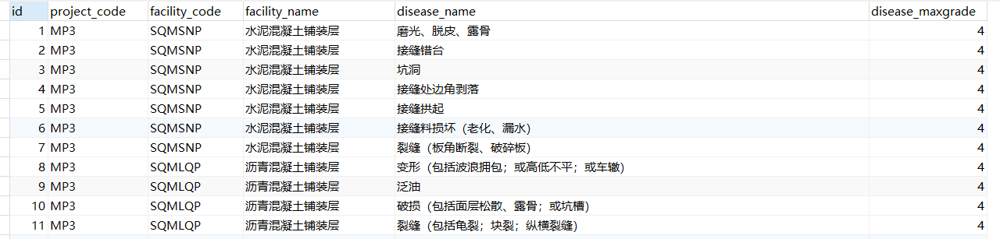 id project_code facility_code facility_name disease_name disease_maxgrade
1 MP3 SQMSNP 水泥混凝土铺装层 磨光、脱皮、露骨 4
2 MP3 SQMSNP 水泥混凝土铺装层 接缝错台 4
3 MP3 SQMSNP 水泥混凝土铺装层 坑洞 4
4 MP3 SQMSNP 水泥混凝土铺装层 接缝处边角剥落 4
5 MP3 SQMSNP 水泥混凝土铺装层 接缝拱起 4
6 MP3 SQMSNP 水泥混凝土铺装层 接缝料损坏（老化、漏水） 4
7 MP3 SQMSNP 水泥混凝土铺装层 裂缝（板角断裂、破碎板） 4
8 MP3 SQMLQP 沥青混凝土铺装层 变形（包括波浪拥包；或高低不平；或车辙） 4
9 MP3 SQMLQP 沥青混凝土铺装层 泛油 4
10 MP3 SQMLQP 沥青混凝土铺装层 破损（包括面层松散、露骨；或坑槽） 4
11 MP3 SQMLQP 沥青混凝土铺装层 裂缝（包括龟裂；块裂；纵横裂缝） 4